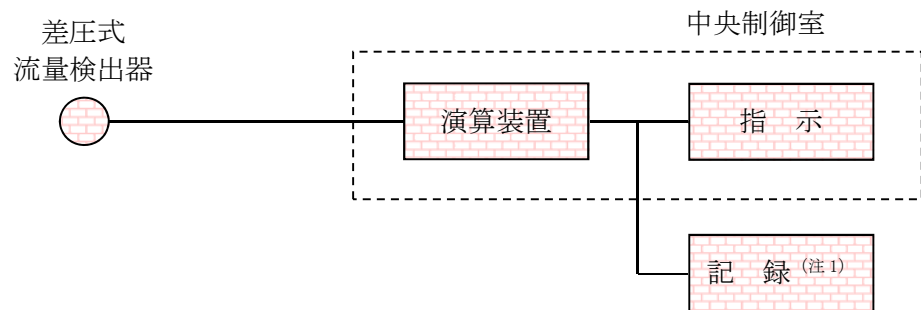 差圧式
流量検出器
中央制御室
演算装置
指 示
記 録 (注 1)